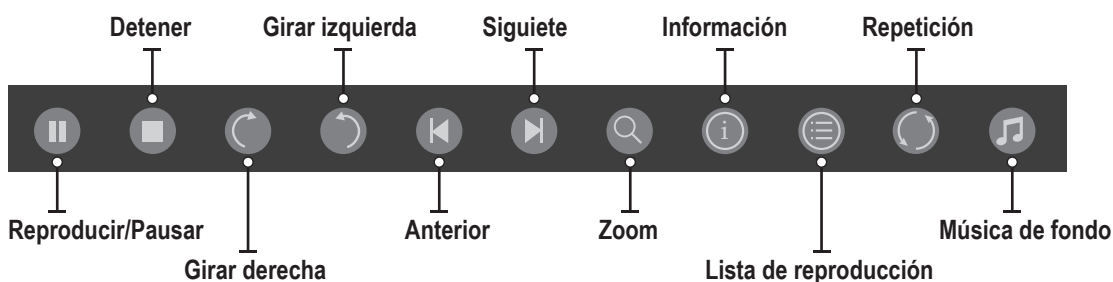 Detener Girar izquierda Siguiete Información Repetición
i
Reproducir/Pausar Anterior Zoom Música de fondo
Girar derecha Lista de reproducción